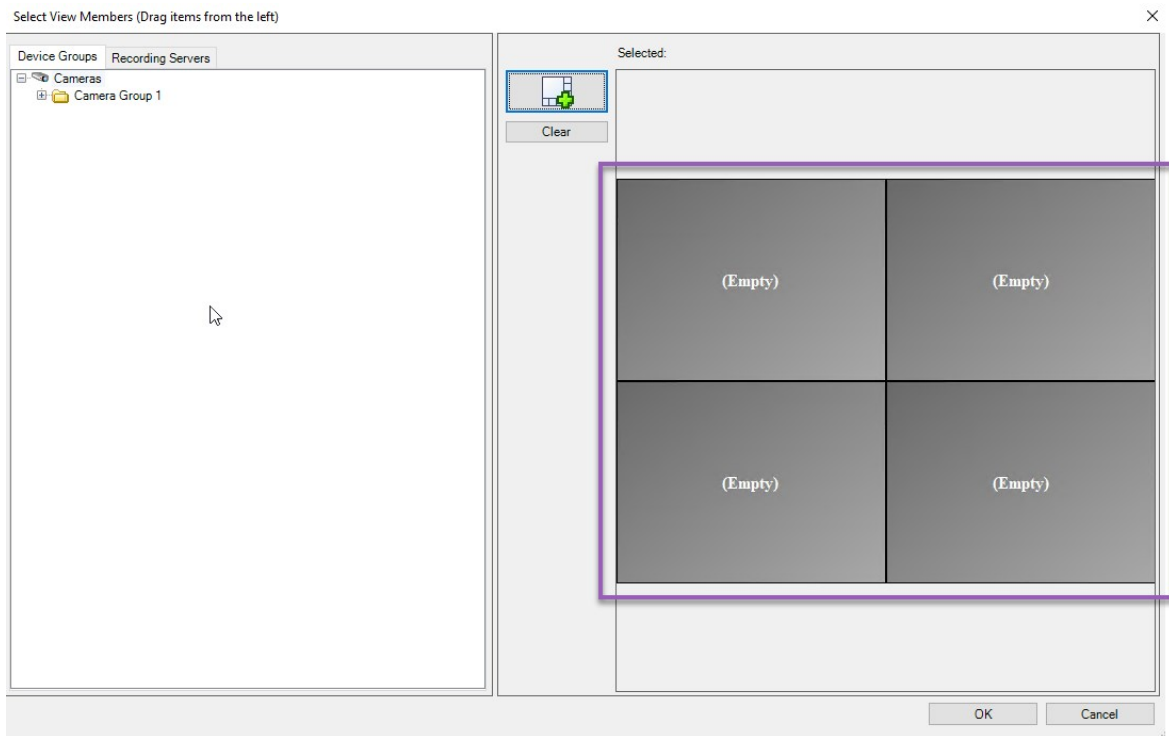 Select View Members (Drag items from the left)
Device Groups
Recording Servers
Cameras
Camera Group 1
Clear
Selected:
(Empty)
(Empty)
(Empty)
(Empty)
OK
Cancel